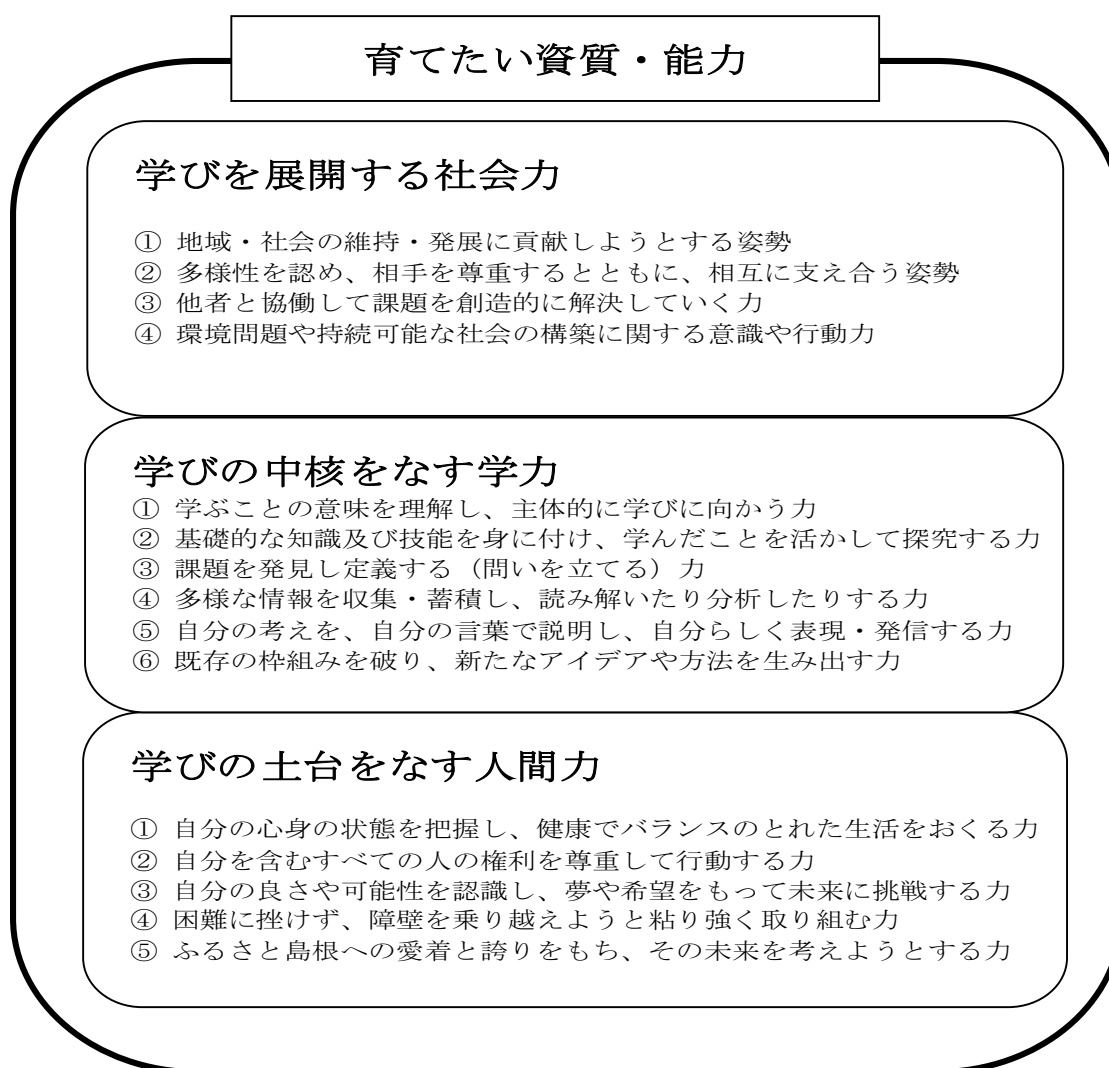 育てたい資質・能力
学びを展開する社会力
① 地域・社会の維持・発展に貢献しようとする姿勢
② 多様性を認め、相手を尊重するとともに、相互に支え合う姿勢
③ 他者と協働して課題を創造的に解決していく力
④ 環境問題や持続可能な社会の構築に関する意識や行動力
学びの中核をなす学力
① 学ぶことの意味を理解し、主体的に学びに向かう力
② 基礎的な知識及び技能を身に付け、学んだことを活かして探究する力
③ 課題を発見し定義する（問いを立てる）力
④ 多様な情報を収集・蓄積し、読み解いたり分析したりする力
⑤ 自分の考えを、自分の言葉で説明し、自分らしく表現・発信する力
⑥ 既存の枠組みを破り、新たなアイデアや方法を生み出す力
学びの土台をなす人間力
① 自分の心身の状態を把握し、健康でバランスのとれた生活をおくる力
② 自分を含むすべての人の権利を尊重して行動する力
③ 自分の良さや可能性を認識し、夢や希望をもって未来に挑戦する力
④ 困難に挫けず、障壁を乗り越えようと粘り強く取り組む力
⑤ ふるさと島根への愛着と誇りをもち、その未来を考えようとする力